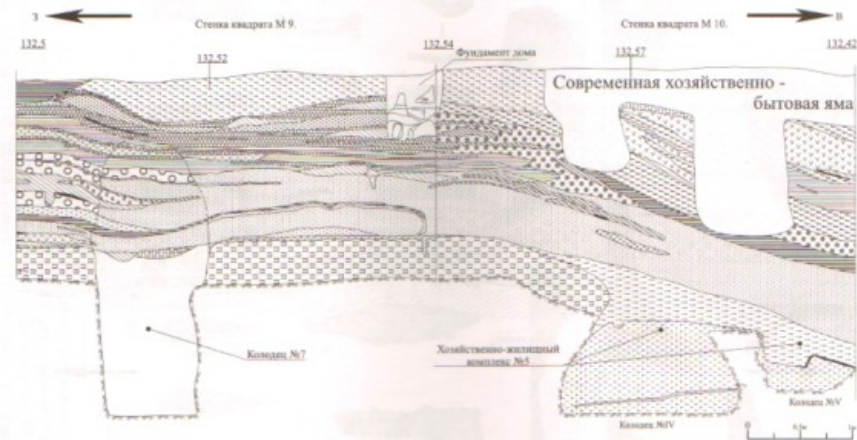 З
Стенка квадрата М 9.
Стенка квадрата М 10.
В
132.5
132.52
132.54
132.57
132.42
Фундамент дома
Современная хозяйственно -
бытовая яма
Колодец №7
Хозяйственно-жилищный
комплекс №5
Колодец №IV
Колодец №V
0